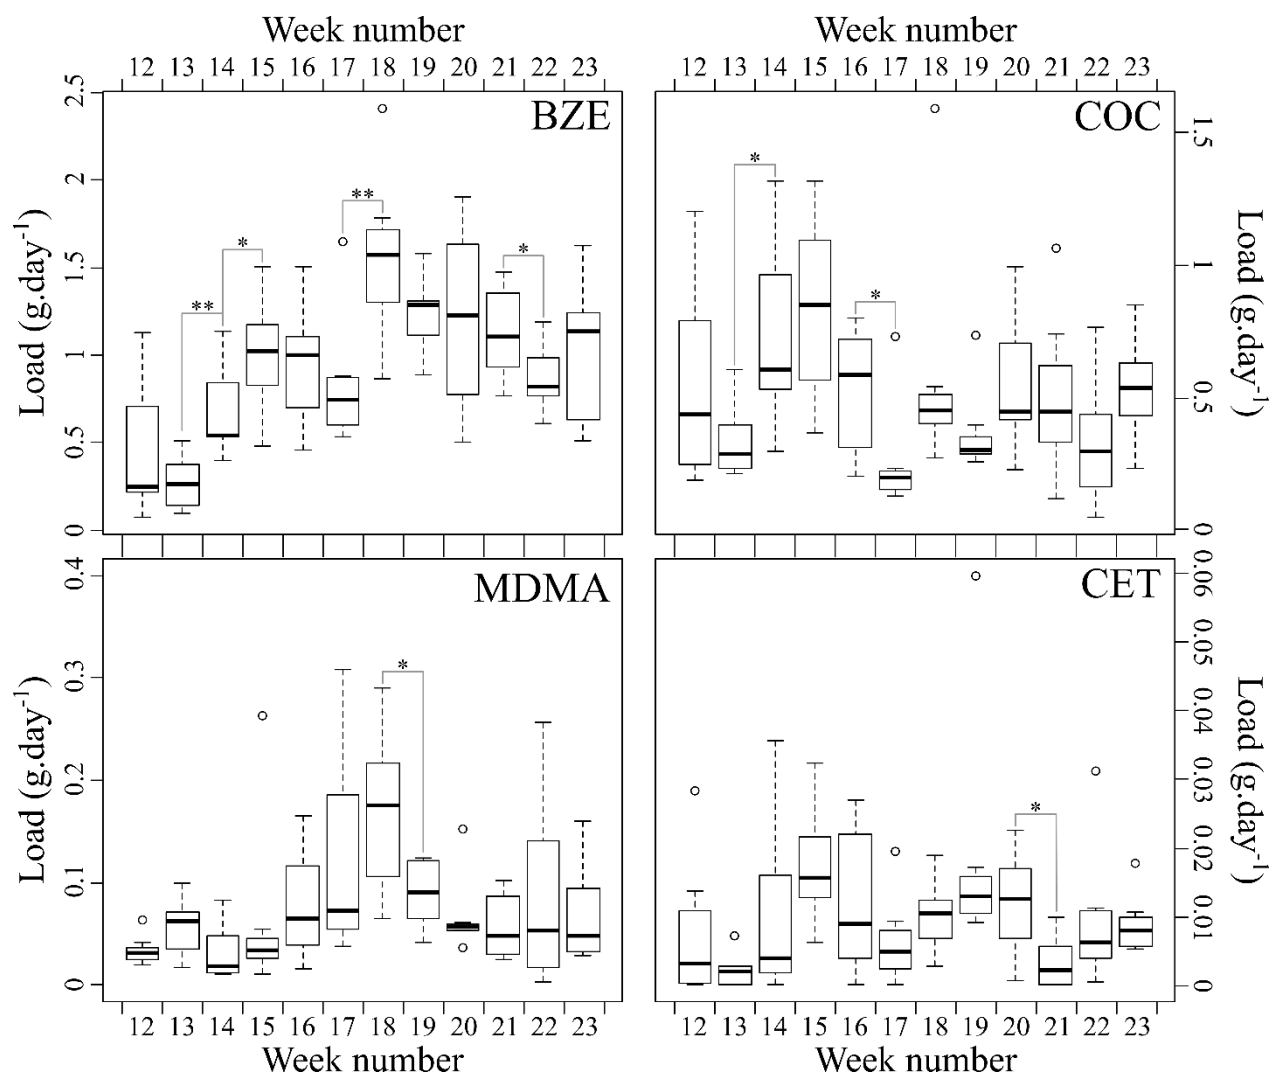 Week number Week number
12 13 14 15 16 17 18 19 20 21 22 23 12 13 14 15 16 17 18 19 20 21 22 23
BZE
COC
2.5
2
1.5
1
0.5
0
Load (g.day-1)
** * ** *
1.5
1
0.5
0
Load (g.day-1)
* *
MDMA
CET
0.4
0.3
0.2
0.1
0
Load (g.day-1)
*
0.06
0.05
0.04
0.03
0.02
0.01
0
Load (g.day-1)
*
12 13 14 15 16 17 18 19 20 21 22 23 12 13 14 15 16 17 18 19 20 21 22 23
Week number Week number